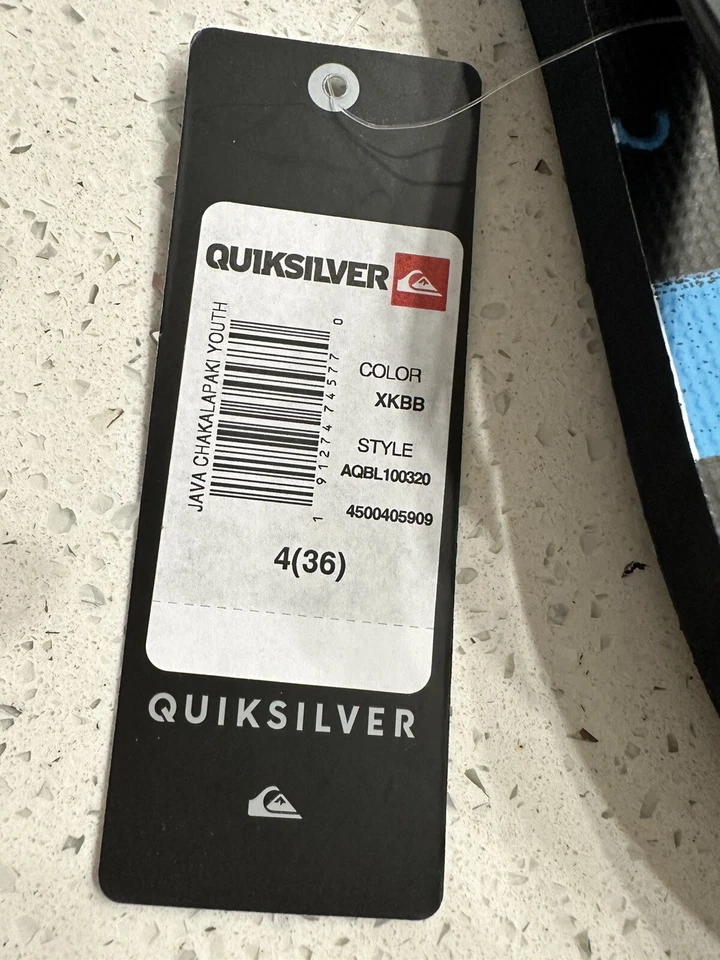 QUIKSILVER
JAVA CHAKALAPAKI YOUTH
1 91274 74577 0
COLOR
XKBB
STYLE
AQBL100320
4500405909
4(36)
QUIKSILVER